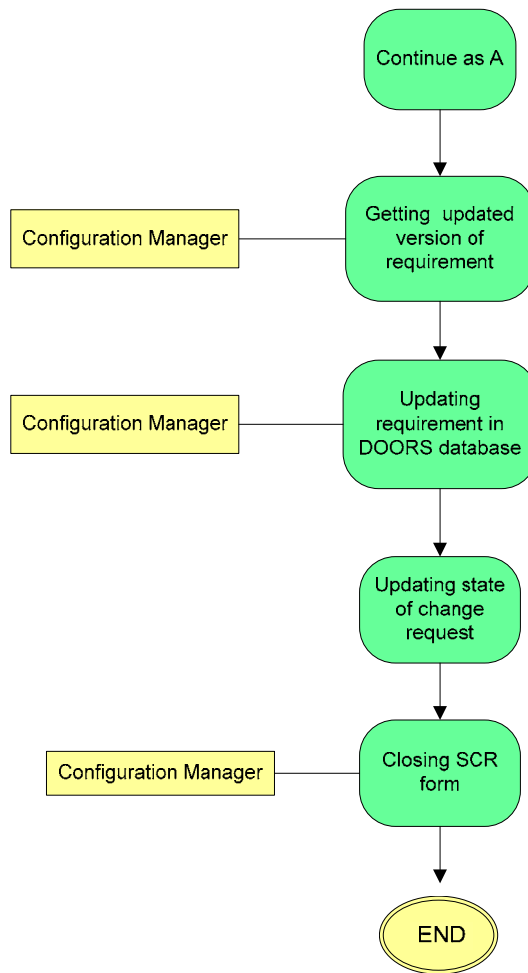 Continue as A
Configuration Manager
Getting updated
version of
requirement
Configuration Manager
Updating
requirement in
DOORS database
Updating state
of change
request
Configuration Manager
Closing SCR
form
END